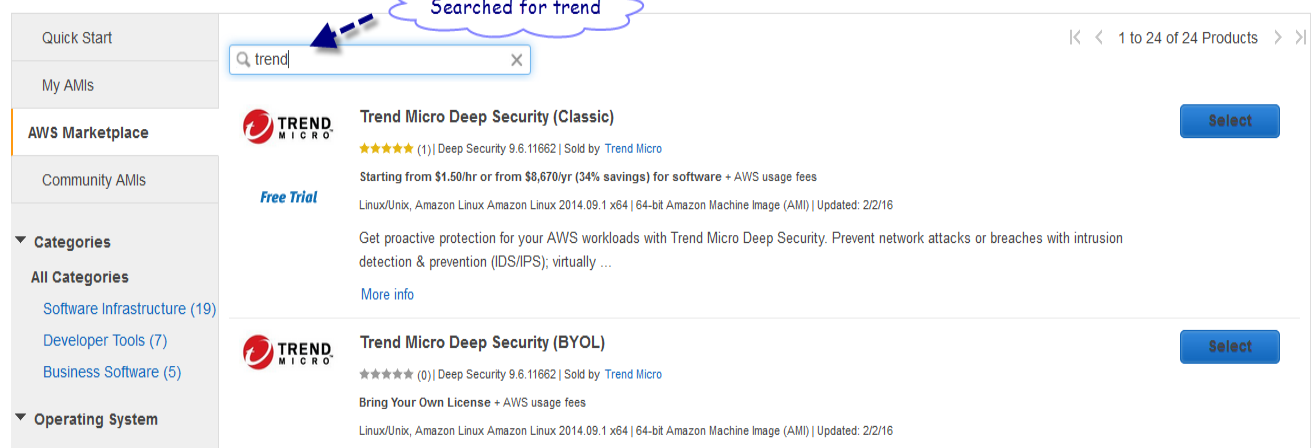 Searched for trend
Quick Start
My AMIs
AWS Marketplace
Community AMIs
Categories
All Categories
Software Infrastructure (19)
Developer Tools (7)
Business Software (5)
Operating System
trend
1 to 24 of 24 Products
TREND
MICRO
Free Trial
Trend Micro Deep Security (Classic)
(1) | Deep Security 9.6.11662 | Sold by Trend Micro
Starting from $1.50/hr or from $8,670/yr (34% savings) for software + AWS usage fees
Linux/Unix, Amazon Linux Amazon Linux 2014.09.1 x64 | 64-bit Amazon Machine Image (AMI) | Updated: 2/2/16
Get proactive protection for your AWS workloads with Trend Micro Deep Security. Prevent network attacks or breaches with intrusion
detection & prevention (IDS/IPS); virtually ...
More info
Select
TREND
MICRO
Trend Micro Deep Security (BYOL)
(0) | Deep Security 9.6.11662 | Sold by Trend Micro
Bring Your Own License + AWS usage fees
Linux/Unix, Amazon Linux Amazon Linux 2014.09.1 x64 | 64-bit Amazon Machine Image (AMI) | Updated: 2/2/16
Select